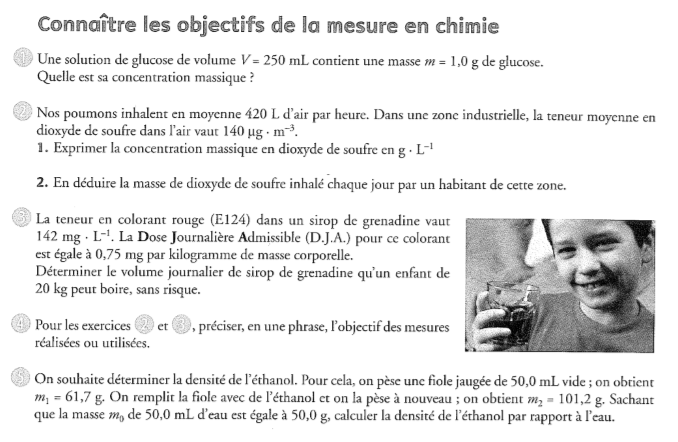 Connaître les objectifs de la mesure en chimie
1 Une solution de glucose de volume V = 250 mL contient une masse m = 1,0 g de glucose.
Quelle est sa concentration massique ?
2 Nos poumons inhalent en moyenne 420 L d'air par heure. Dans une zone industrielle, la teneur moyenne en
dioxyde de soufre dans l'air vaut 140 µg · m⁻³.
1. Exprimer la concentration massique en dioxyde de soufre en g · L⁻¹
2. En déduire la masse de dioxyde de soufre inhalé chaque jour par un habitant de cette zone.
3 La teneur en colorant rouge (E124) dans un sirop de grenadine vaut
142 mg · L⁻¹. La Dose Journalière Admissible (D.J.A.) pour ce colorant
est égale à 0,75 mg par kilogramme de masse corporelle.
Déterminer le volume journalier de sirop de grenadine qu'un enfant de
20 kg peut boire, sans risque.
4 Pour les exercices 2 et 3, préciser, en une phrase, l'objectif des mesures
réalisées ou utilisées.
5 On souhaite déterminer la densité de l'éthanol. Pour cela, on pèse une fiole jaugée de 50,0 mL vide ; on obtient
m₁ = 61,7 g. On remplit la fiole avec de l'éthanol et on la pèse à nouveau ; on obtient m₂ = 101,2 g. Sachant
que la masse m₀ de 50,0 mL d'eau est égale à 50,0 g, calculer la densité de l'éthanol par rapport à l'eau.